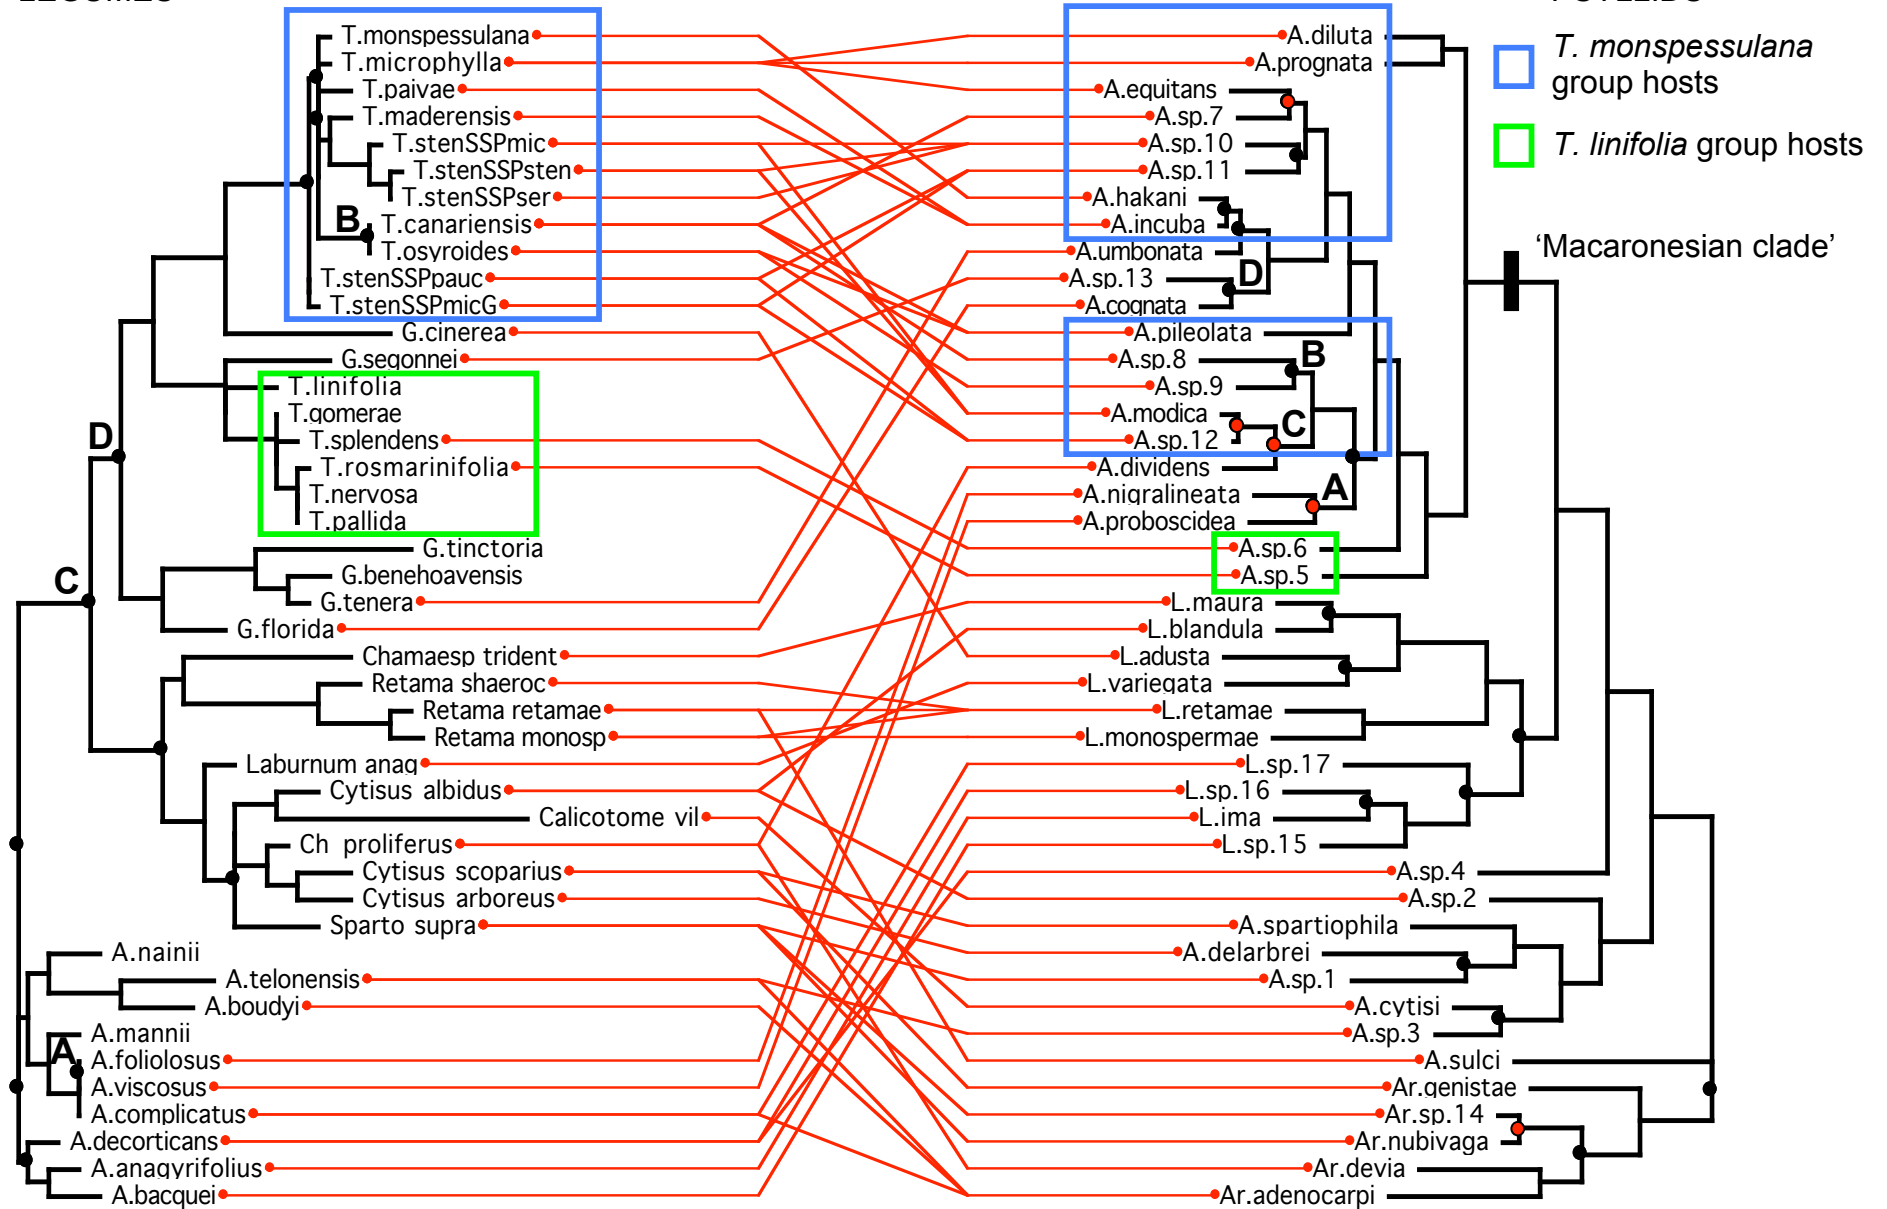 T.monspessulana
T.microphylla
T.paivae
T.maderensis
T.stenSSPmic
T.stenSSPsten
T.stenSSPser
B
T.canariensis
T.osyroides
T.stenSSPpauc
T.stenSSPmicG
G.cinerea
G.segonnei
T.linifolia
T.gomerae
D
T.splendens
T.rosmarinifolia
T.nervosa
T.pallida
G.tinctoria
C
G.benehoavensis
G.tenera
G.florida
Chamaesp trident
Retama shaeroc
Retama retamae
Retama monosp
Laburnum anag
Cytisus albidus
Calicotome vil
Ch proliferus
Cytisus scoparius
Cytisus arboreus
Sparto supra
A.nainii
A.telonensis
A.boudyi
A.mannii
A
A.foliolosus
A.viscosus
A.complicatus
A.decorticans
A.anagyrifolius
A.bacquei
A.diluta
A.prognata
A.equitans
A.sp.7
A.sp.10
A.sp.11
A.hakani
A.incuba
A.umbonata
D
A.sp.13
A.cognata
A.pileolata
B
A.sp.8
A.sp.9
A.modica
C
A.sp.12
A.dividens
A
A.nigralineata
A.proboscidea
A.sp.6
A.sp.5
L.maura
L.blandula
L.adusta
L.variegata
L.retamae
L.monospermae
L.sp.17
L.sp.16
L.ima
L.sp.15
A.sp.4
A.sp.2
A.spartiophila
A.delarbrei
A.sp.1
A.cytisi
A.sp.3
A.sulci
Ar.genistae
Ar.sp.14
Ar.nubivaga
Ar.devia
Ar.adenocarpi
T. monspessulana
group hosts
T. linifolia group hosts
‘Macaronesian clade’